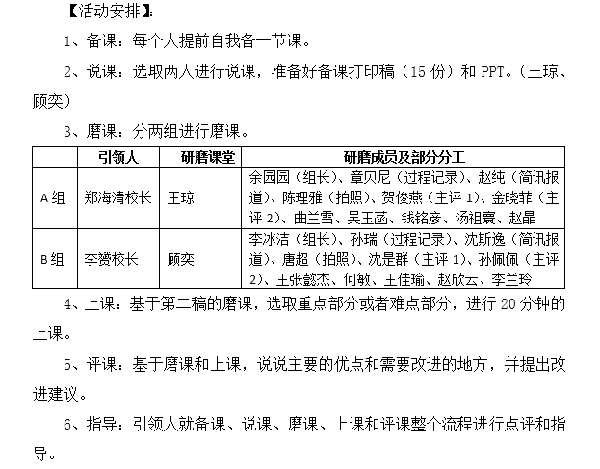 【活动安排】:
1、备课：每个人提前自我备一节课。
2、说课：选取两人进行说课，准备好备课打印稿（15份）和PPT。（王琼、
顾奕）
3、磨课：分两组进行磨课。
引领人 研磨课堂 研磨成员及部分分工
A组 郑海清校长 王琼 余园园（组长）、章贝尼（过程记录）、赵纯（简讯报
道）、陈理雅（拍照）、贺俊燕（主评1）、金晓菲（主
评2）、曲兰雪、吴玉菡、钱铭彦、汤祖寰、赵晶
B组 李赟校长 顾奕 李冰洁（组长）、孙瑞（过程记录）、沈斯逸（简讯报
道）、唐超（拍照）、沈是群（主评1）、孙佩佩（主评
2）、王张懿杰、何敏、王佳瑜、赵欣云、李兰玲
4、上课：基于第二稿的磨课，选取重点部分或者难点部分，进行20分钟的
上课。
5、评课：基于磨课和上课，说说主要的优点和需要改进的地方，并提出改
进建议。
6、指导：引领人就备课、说课、磨课、上课和评课整个流程进行点评和指
导。